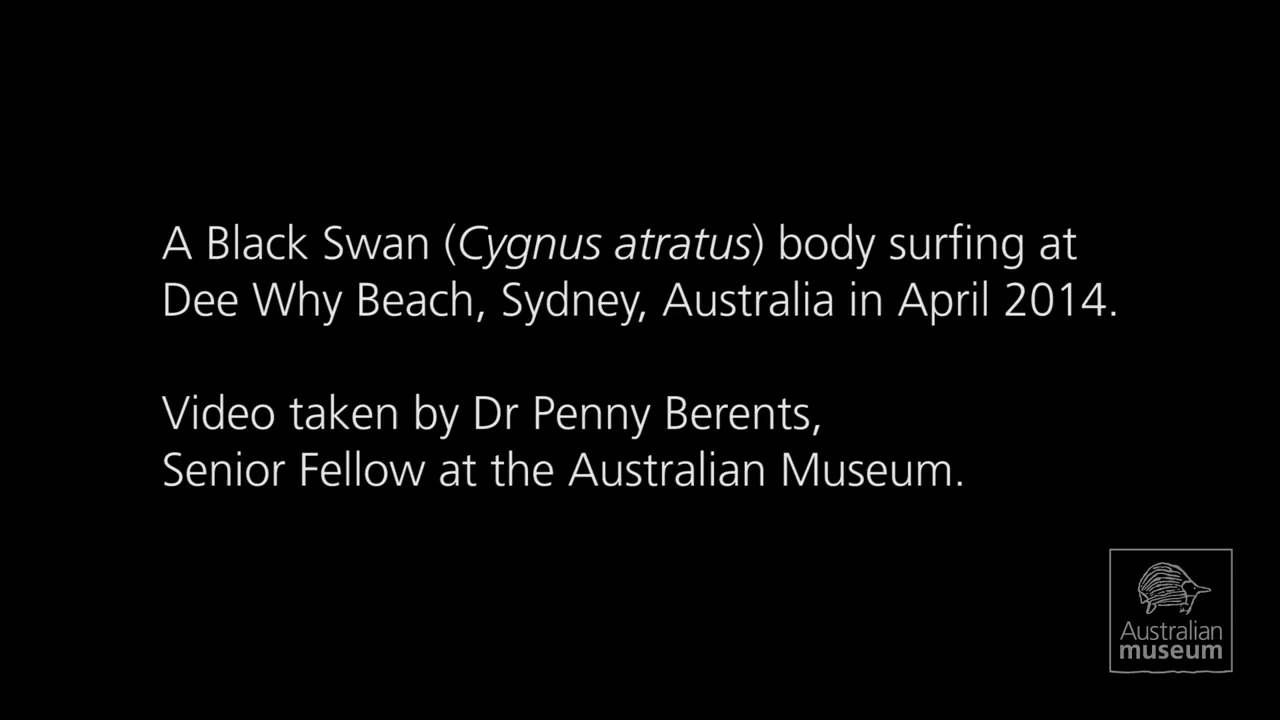 A Black Swan (Cygnus atratus) body surfing at
Dee Why Beach, Sydney, Australia in April 2014.
Video taken by Dr Penny Berents,
Senior Fellow at the Australian Museum.
Australian
museum